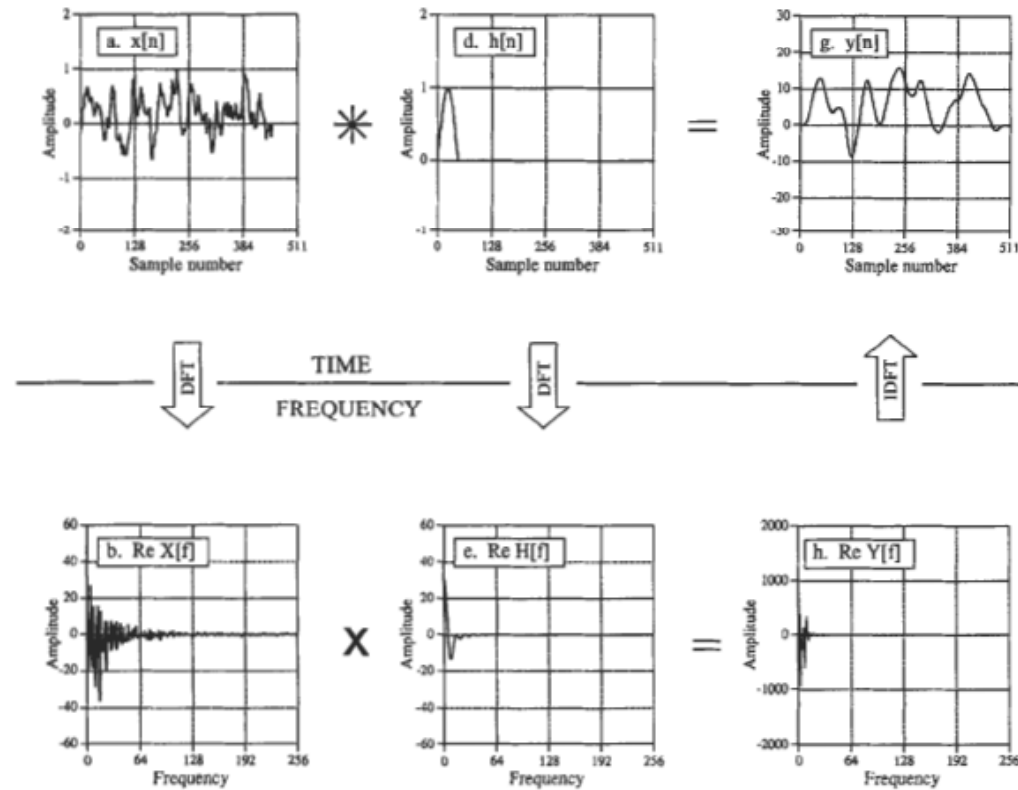 a. x[n]
2
1
0
-1
-2
Amplitude
0 128 256 384 511
Sample number
*
d. h[n]
2
1
0
-1
Amplitude
0 128 256 384 511
Sample number
=
g. y[n]
30
20
10
0
-10
-20
-30
Amplitude
0 128 256 384 511
Sample number
DFT
TIME
FREQUENCY
DFT
IDFT
b. Re X[f]
60
40
20
0
-20
-40
-60
Amplitude
0 64 128 192 256
Frequency
X
e. Re H[f]
60
40
20
0
-20
-40
-60
Amplitude
0 64 128 192 256
Frequency
=
h. Re Y[f]
2000
1000
0
-1000
-2000
Amplitude
0 64 128 192 256
Frequency